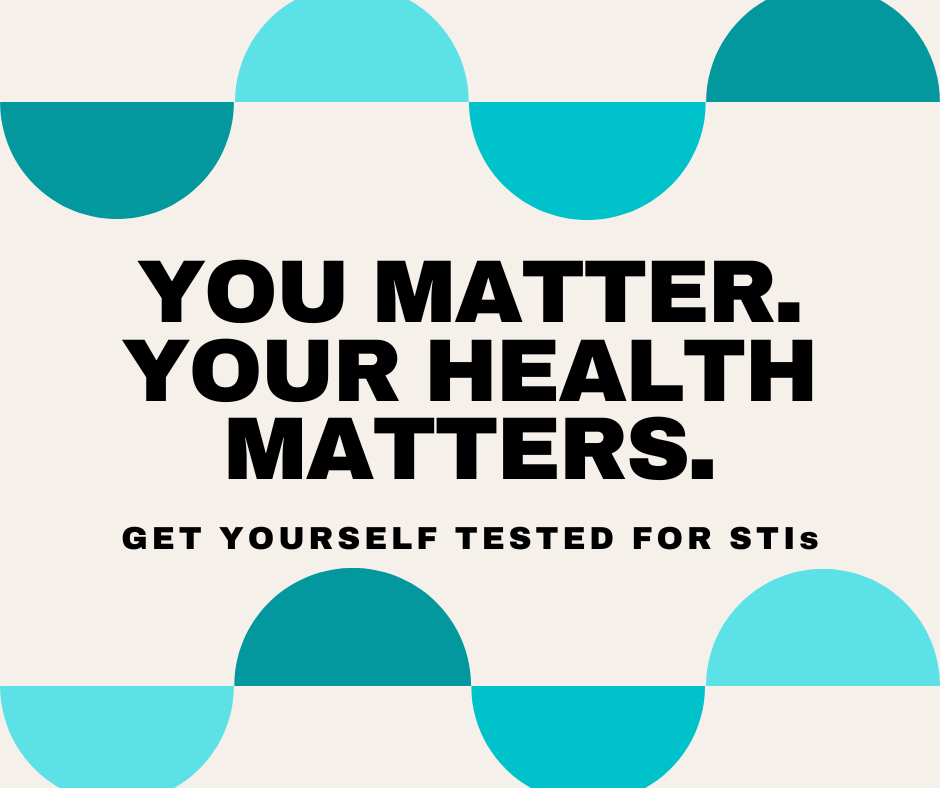 YOU MATTER.
YOUR HEALTH
MATTERS.
GET YOURSELF TESTED FOR STIs